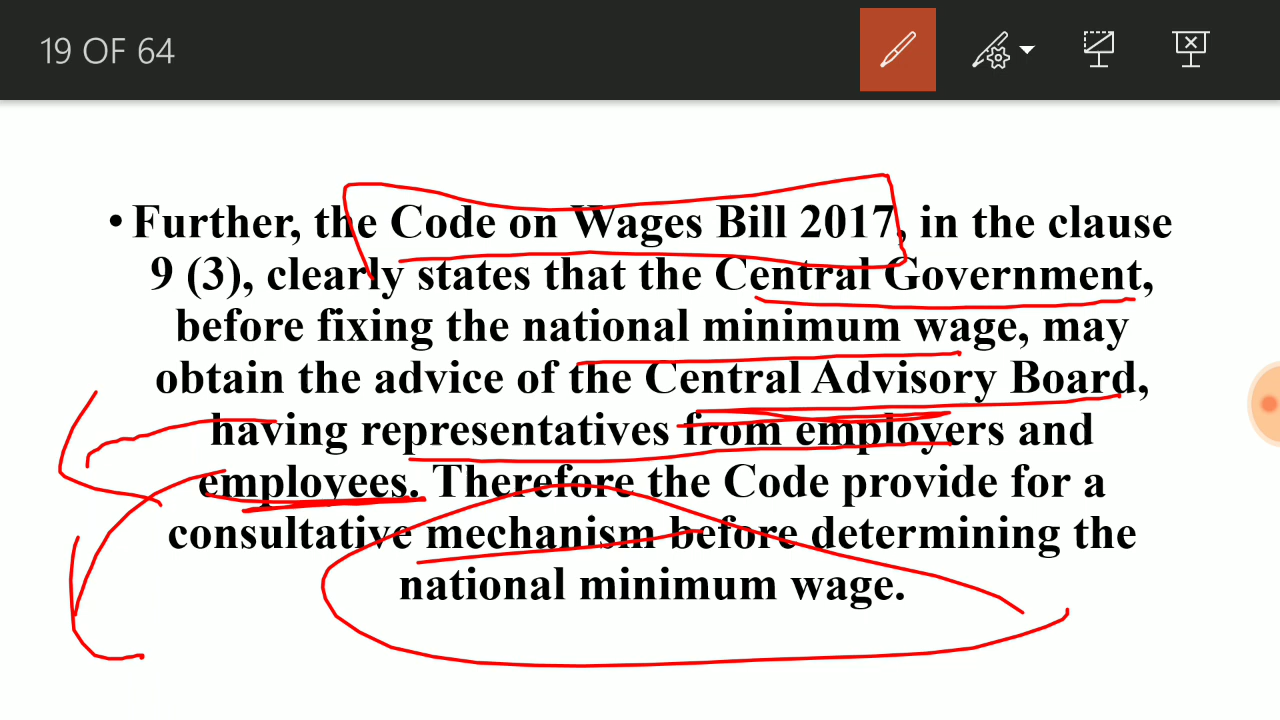 19 OF 64
• Further, the Code on Wages Bill 2017, in the clause
9 (3), clearly states that the Central Government,
before fixing the national minimum wage, may
obtain the advice of the Central Advisory Board,
having representatives from employers and
employees. Therefore the Code provide for a
consultative mechanism before determining the
national minimum wage.